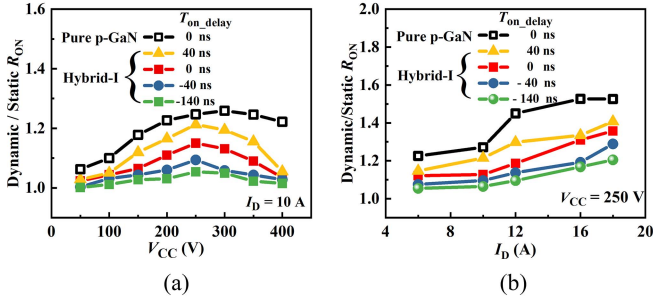 T_on_delay
Pure p-GaN 0 ns
40 ns
Hybrid-I 0 ns
-40 ns
-140 ns
I_D = 10 A
Dynamic / Static R_ON
1.6
1.4
1.2
1.0
0 100 200 300 400
V_CC (V)
(a)
T_on_delay
Pure p-GaN 0 ns
40 ns
Hybrid-I 0 ns
- 40 ns
- 140 ns
V_CC = 250 V
Dynamic/Static R_ON
2.0
1.8
1.6
1.4
1.2
1.0
4 8 12 16
I_D (A)
(b)